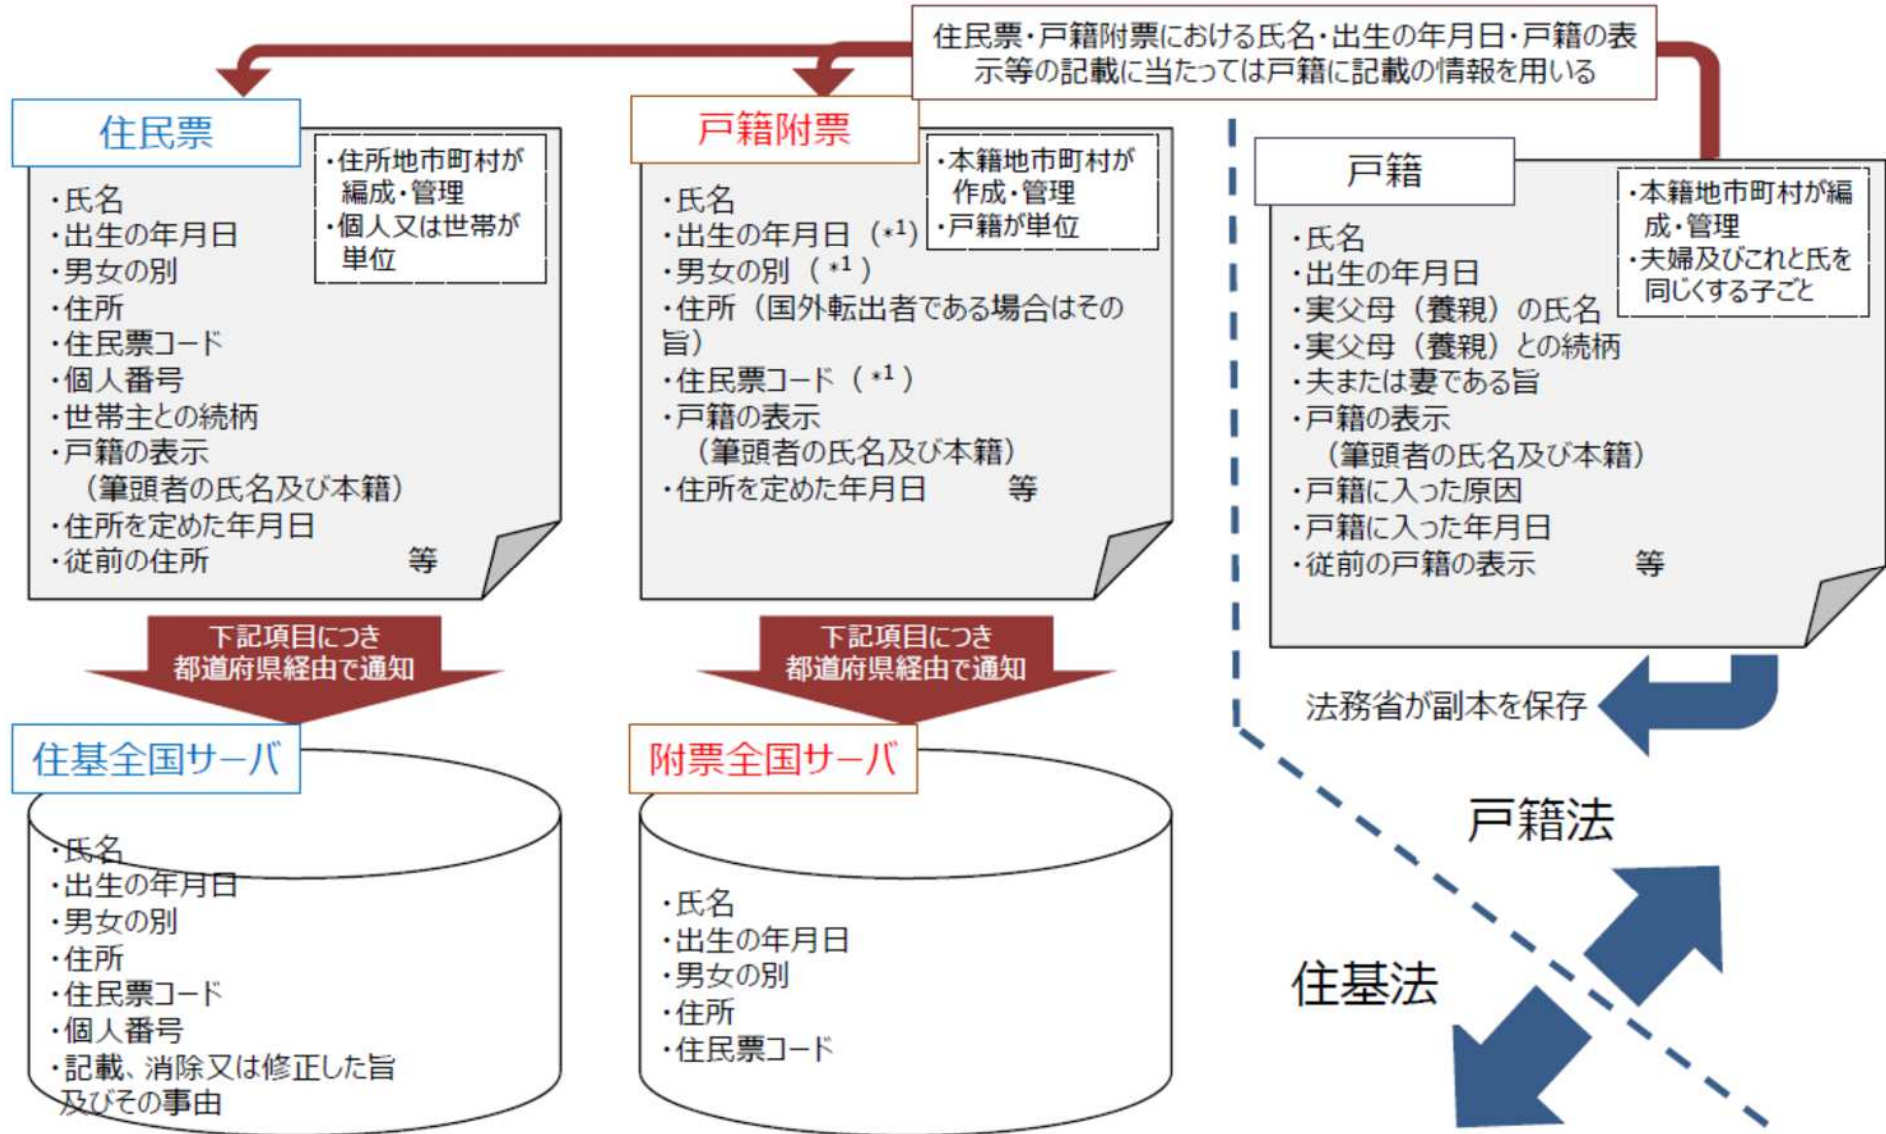 住民票・戸籍附票における氏名・出生の年月日・戸籍の表
示等の記載に当たっては戸籍に記載の情報を用いる
住民票
・住所地市町村が
編成・管理
・個人又は世帯が
単位
・氏名
・出生の年月日
・男女の別
・住所
・住民票コード
・個人番号
・世帯主との続柄
・戸籍の表示
（筆頭者の氏名及び本籍）
・住所を定めた年月日
・従前の住所 等
下記項目につき
都道府県経由で通知
住基全国サーバ
・氏名
・出生の年月日
・男女の別
・住所
・住民票コード
・個人番号
・記載、消除又は修正した旨
及びその事由
戸籍附票
・本籍地市町村が
作成・管理
・戸籍が単位
・氏名
・出生の年月日（*1）
・男女の別（*1）
・住所（国外転出者である場合はその
旨）
・住民票コード（*1）
・戸籍の表示
（筆頭者の氏名及び本籍）
・住所を定めた年月日 等
下記項目につき
都道府県経由で通知
附票全国サーバ
・氏名
・出生の年月日
・男女の別
・住所
・住民票コード
戸籍
・本籍地市町村が編
成・管理
・夫婦及びこれと氏を
同じくする子ごと
・氏名
・出生の年月日
・実父母（養親）の氏名
・実父母（養親）との続柄
・夫または妻である旨
・戸籍の表示
（筆頭者の氏名及び本籍）
・戸籍に入った原因
・戸籍に入った年月日
・従前の戸籍の表示 等
法務省が副本を保存
戸籍法
住基法